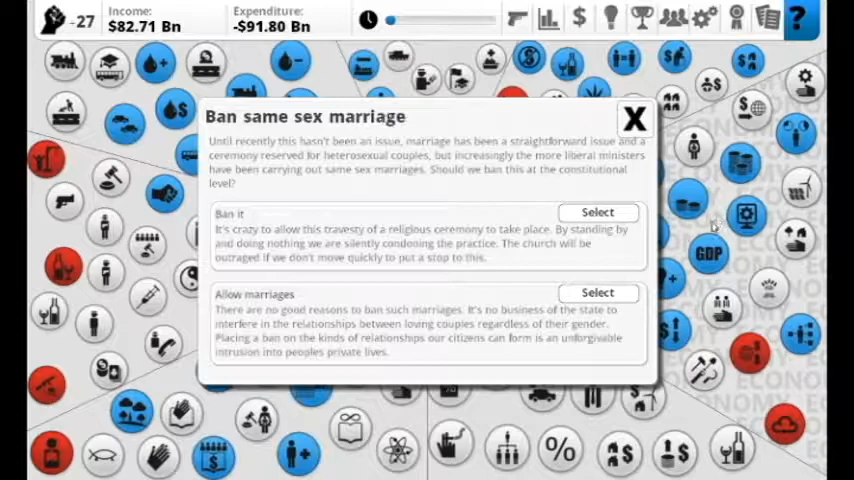 -27
Income:
$82.71 Bn
Expenditure:
-$91.80 Bn
?
Ban same sex marriage
X
Until recently this hasn't been an issue, marriage has been a straightforward issue and a
ceremony reserved for heterosexual couples, but increasingly the more liberal ministers
have been carrying out same sex marriages. Should we ban this at the constitutional
level?
Ban it
Select
It's crazy to allow this travesty of a religious ceremony to take place. By standing by
and doing nothing we are silently condoning the practice. The church will be
outraged if we don't move quickly to put a stop to this.
Allow marriages
Select
There are no good reasons to ban such marriages. It's no business of the state to
interfere in the relationships between loving couples regardless of their gender.
Placing a ban on the kinds of relationships our citizens can form is an unforgivable
intrusion into peoples private lives.
GDP
%